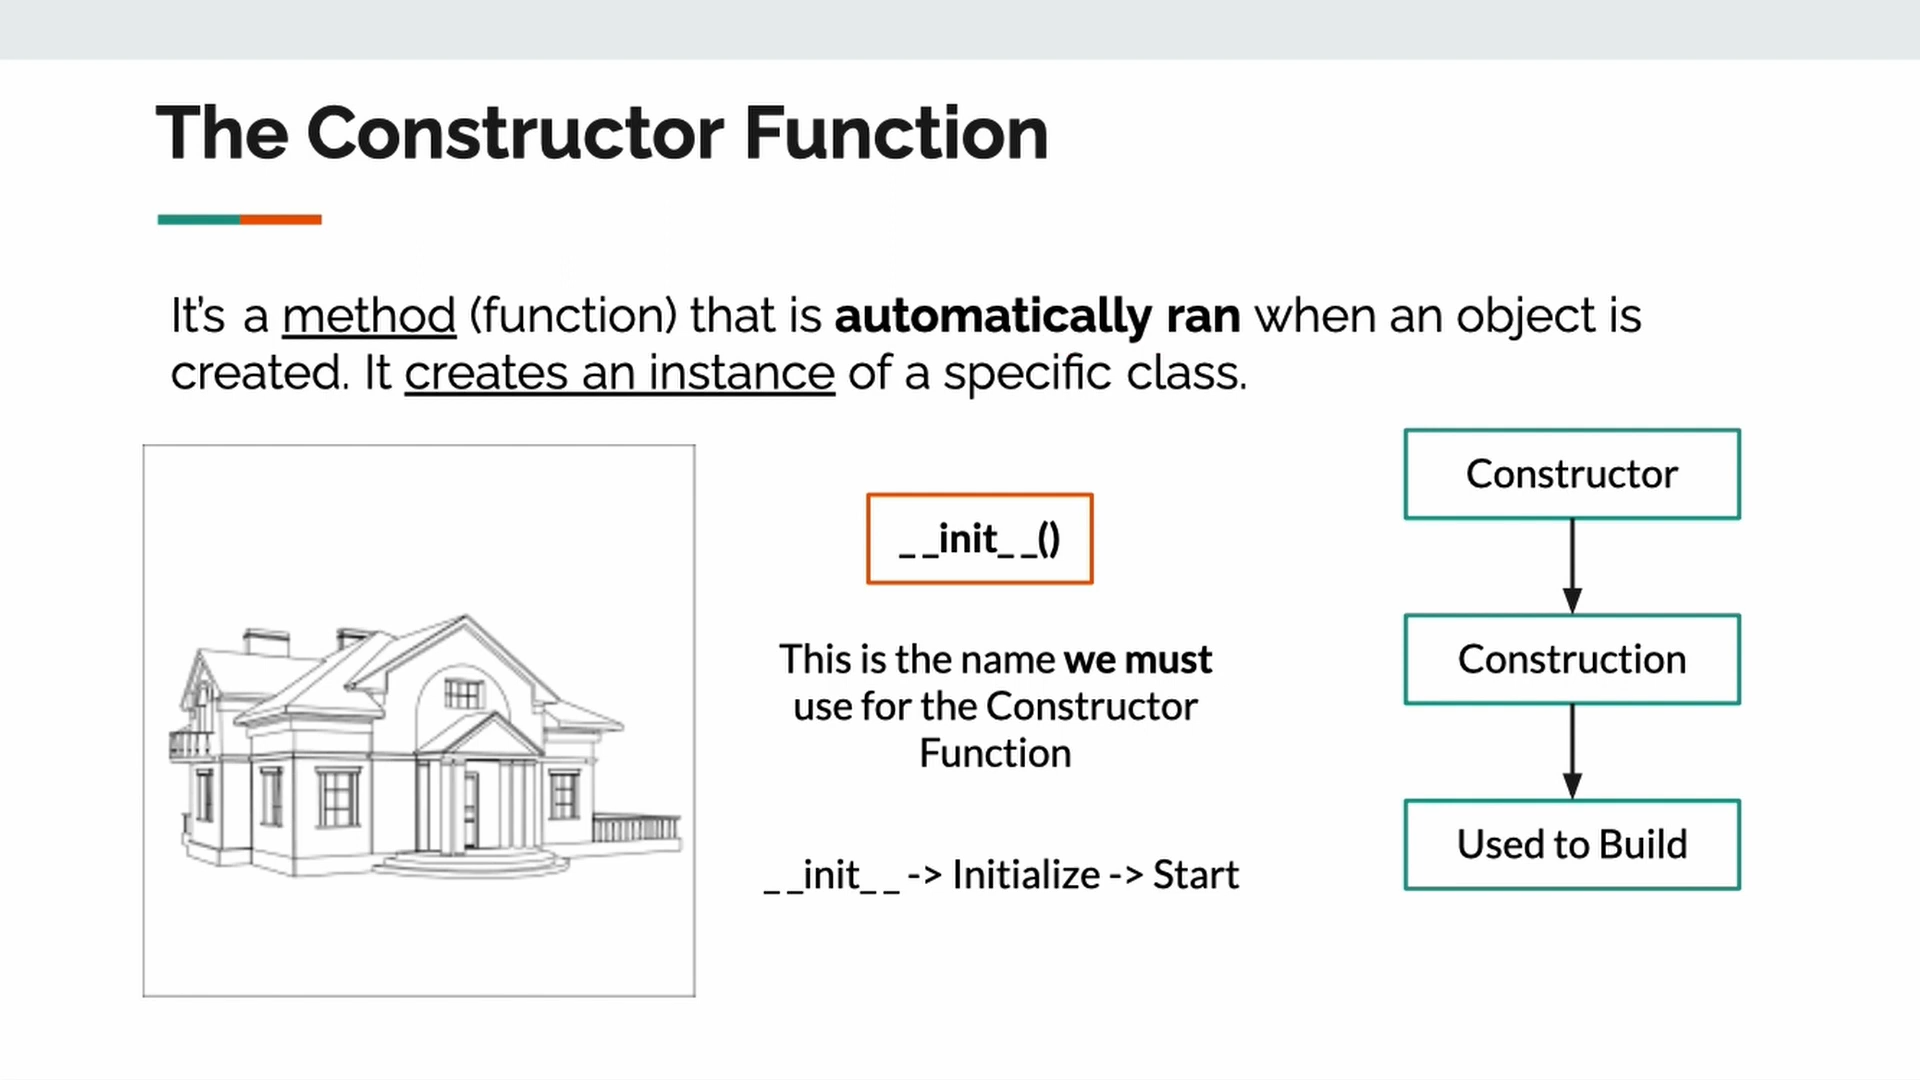 The Constructor Function
It's a method (function) that is automatically ran when an object is
created. It creates an instance of a specific class.
_ _init_ _()
This is the name we must
use for the Constructor
Function
_ _init_ _ -> Initialize -> Start
Constructor
Construction
Used to Build